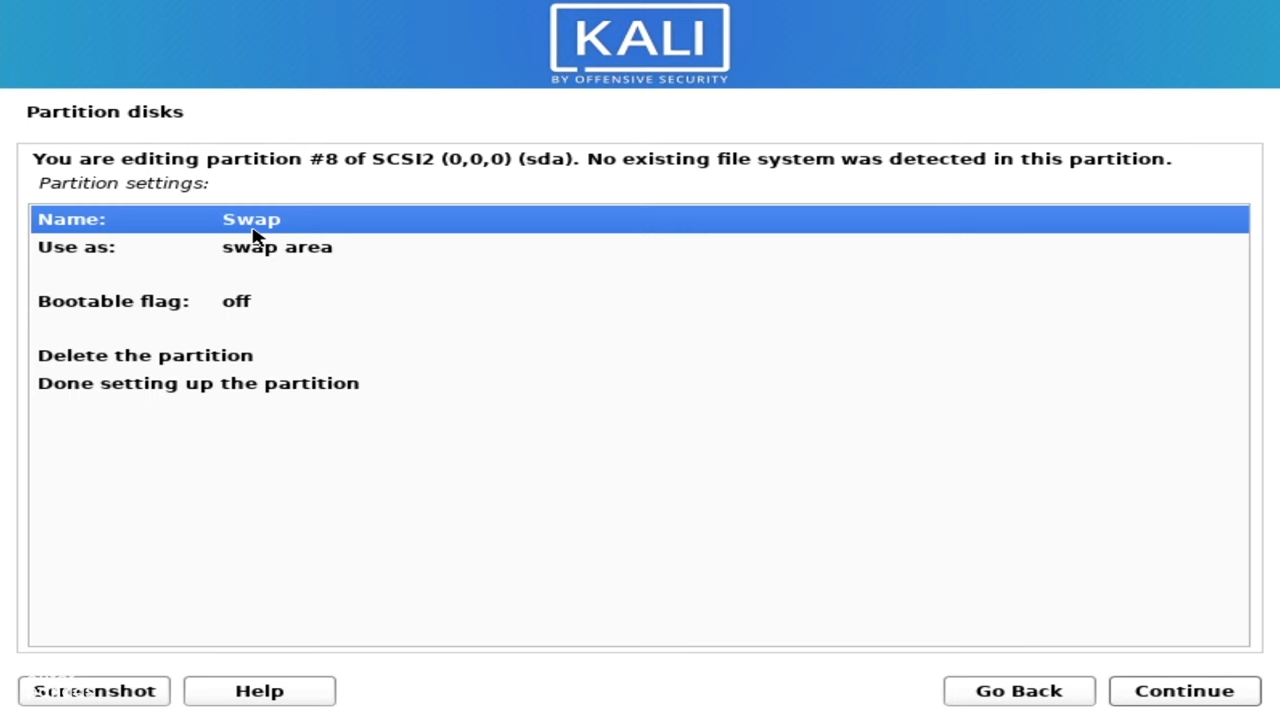 KALI
BY OFFENSIVE SECURITY
Partition disks
You are editing partition #8 of SCSI2 (0,0,0) (sda). No existing file system was detected in this partition.
Partition settings:
Name: Swap
Use as: swap area
Bootable flag: off
Delete the partition
Done setting up the partition
Screenshot Help Go Back Continue